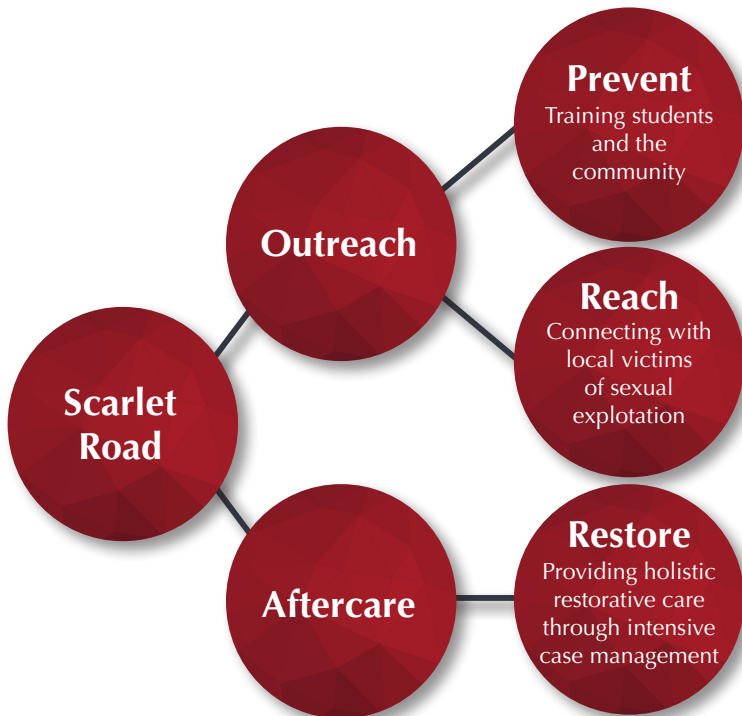 Prevent
Training students
and the
community
Outreach
Reach
Connecting with
local victims
of sexual
explotation
Scarlet
Road
Restore
Providing holistic
restorative care
through intensive
case management
Aftercare